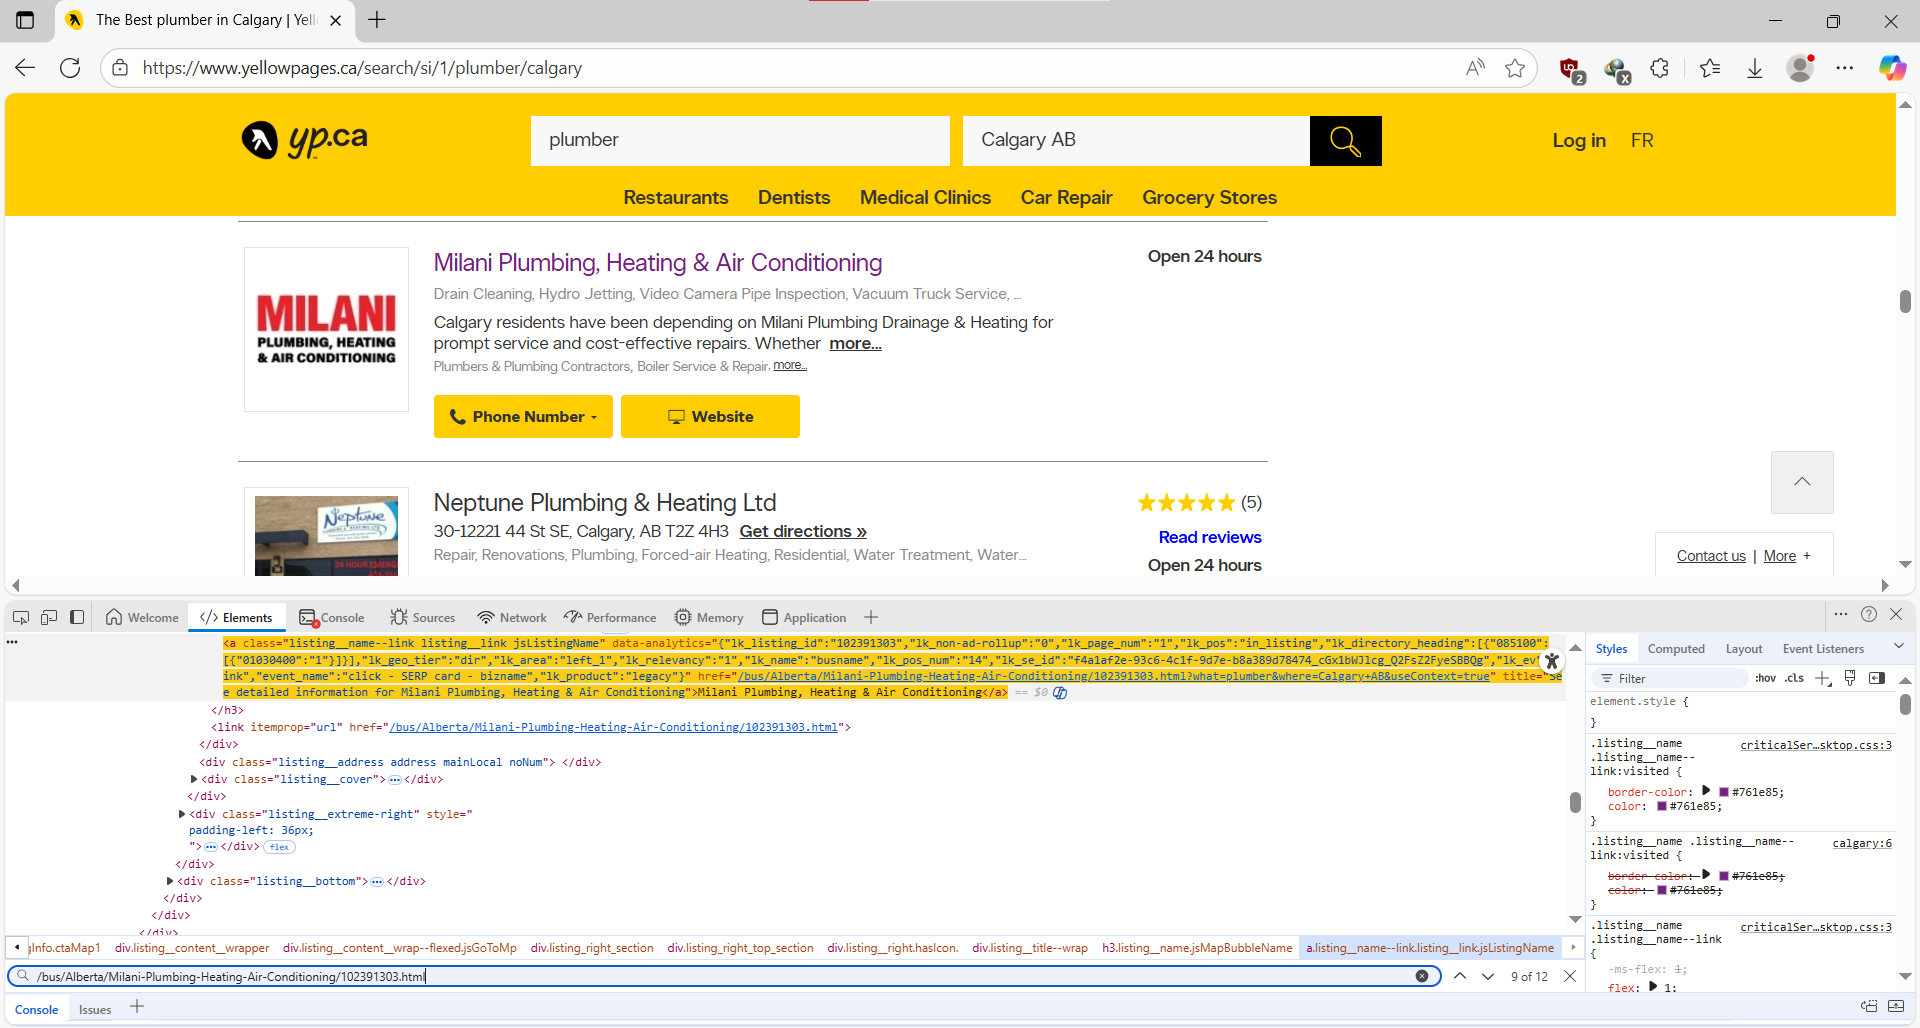 The Best plumber in Calgary | Yell
https://www.yellowpages.ca/search/si/1/plumber/calgary
2
X
yp.ca
plumber
Calgary AB
Log in
FR
Restaurants
Dentists
Medical Clinics
Car Repair
Grocery Stores
MILANI
PLUMBING, HEATING
& AIR CONDITIONING
Milani Plumbing, Heating & Air Conditioning
Open 24 hours
Drain Cleaning, Hydro Jetting, Video Camera Pipe Inspection, Vacuum Truck Service, ...
Calgary residents have been depending on Milani Plumbing Drainage & Heating for
prompt service and cost-effective repairs. Whether more...
Plumbers & Plumbing Contractors, Boiler Service & Repair, more...
Phone Number
Website
Neptune
24 HOUR
Neptune Plumbing & Heating Ltd
(5)
30-12221 44 St SE, Calgary, AB T2Z 4H3 Get directions »
Read reviews
Repair, Renovations, Plumbing, Forced-air Heating, Residential, Water Treatment, Water...
Open 24 hours
Contact us | More +
Welcome
</> Elements
Console
Sources
Network
Performance
Memory
Application
<a class="listing__name--link listing__link jsListingName" data-analytics="{"lk_listing_id":"102391303","lk_non-ad-rollup":"0","lk_page_num":"1","lk_pos":"in_listing","lk_directory_heading":[{"085100":
[{"01030400":"1"}]}],"lk_geo_tier":"dir","lk_area":"left_1","lk_relevancy":"1","lk_name":"busname","lk_pos_num":"14","lk_se_id":"f4a1af2e-93c6-4c1f-9d7e-b8a389d78474_cGx1bWJlcg_Q2FsZ2FyeSBBQg","lk_ev
ink","event_name":"click - SERP card - bizname","lk_product":"legacy"}" href="/bus/Alberta/Milani-Plumbing-Heating-Air-Conditioning/102391303.html?what=plumber&where=Calgary+AB&useContext=true" title="Se
e detailed information for Milani Plumbing, Heating & Air Conditioning">Milani Plumbing, Heating & Air Conditioning</a> == $0
</h3>
<link itemprop="url" href="/bus/Alberta/Milani-Plumbing-Heating-Air-Conditioning/102391303.html">
</div>
<div class="listing__address address mainLocal noNum"> </div>
<div class="listing__cover">…</div>
</div>
<div class="listing__extreme-right" style="
padding-left: 36px;
">…</div> flex
</div>
<div class="listing__bottom">…</div>
</div>
</div>
</div>
gInfo.ctaMap1
div.listing__content__wrapper
div.listing__content__wrap--flexed.jsGoToMp
div.listing_right_section
div.listing_right_top_section
div.listing__right.hasIcon.
div.listing__title--wrap
h3.listing__name.jsMapBubbleName
a.listing__name--link.listing__link.jsListingName
/bus/Alberta/Milani-Plumbing-Heating-Air-Conditioning/102391303.html
9 of 12
Console
Issues
Styles
Computed
Layout
Event Listeners
Filter
:hov
.cls
element.style {
}
.listing__name
criticalSer…sktop.css:3
.listing__name--
link:visited {
border-color: #761e85;
color: #761e85;
}
.listing__name .listing__name--
calgary:6
link:visited {
border-color: #761e85;
color: #761e85;
}
.listing__name
criticalSer…sktop.css:3
.listing__name--link
{
-ms-flex: 1;
flex: 1;